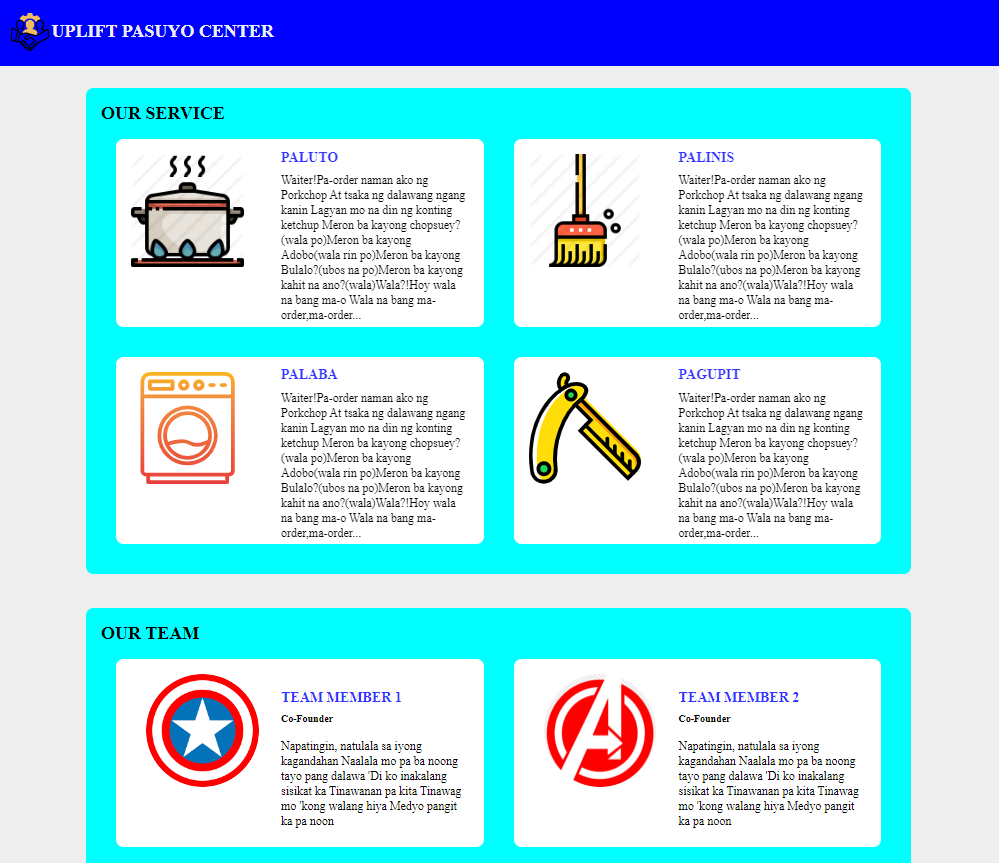 UPLIFT PASUYO CENTER
OUR SERVICE
PALUTO
Waiter!Pa-order naman ako ng
Porkchop At tsaka ng dalawang ngang
kanin Lagyan mo na din ng konting
ketchup Meron ba kayong chopsuey?
(wala po)Meron ba kayong
Adobo(wala rin po)Meron ba kayong
Bulalo?(ubos na po)Meron ba kayong
kahit na ano?(wala)Wala?!Hoy wala
na bang ma-o Wala na bang ma-
order,ma-order...
PALINIS
Waiter!Pa-order naman ako ng
Porkchop At tsaka ng dalawang ngang
kanin Lagyan mo na din ng konting
ketchup Meron ba kayong chopsuey?
(wala po)Meron ba kayong
Adobo(wala rin po)Meron ba kayong
Bulalo?(ubos na po)Meron ba kayong
kahit na ano?(wala)Wala?!Hoy wala
na bang ma-o Wala na bang ma-
order,ma-order...
PALABA
Waiter!Pa-order naman ako ng
Porkchop At tsaka ng dalawang ngang
kanin Lagyan mo na din ng konting
ketchup Meron ba kayong chopsuey?
(wala po)Meron ba kayong
Adobo(wala rin po)Meron ba kayong
Bulalo?(ubos na po)Meron ba kayong
kahit na ano?(wala)Wala?!Hoy wala
na bang ma-o Wala na bang ma-
order,ma-order...
PAGUPIT
Waiter!Pa-order naman ako ng
Porkchop At tsaka ng dalawang ngang
kanin Lagyan mo na din ng konting
ketchup Meron ba kayong chopsuey?
(wala po)Meron ba kayong
Adobo(wala rin po)Meron ba kayong
Bulalo?(ubos na po)Meron ba kayong
kahit na ano?(wala)Wala?!Hoy wala
na bang ma-o Wala na bang ma-
order,ma-order...
OUR TEAM
TEAM MEMBER 1
Co-Founder
Napatingin, natulala sa iyong
kagandahan Naalala mo pa ba noong
tayo pang dalawa 'Di ko inakalang
sisikat ka Tinawanan pa kita Tinawag
mo 'kong walang hiya Medyo pangit
ka pa noon
TEAM MEMBER 2
Co-Founder
Napatingin, natulala sa iyong
kagandahan Naalala mo pa ba noong
tayo pang dalawa 'Di ko inakalang
sisikat ka Tinawanan pa kita Tinawag
mo 'kong walang hiya Medyo pangit
ka pa noon